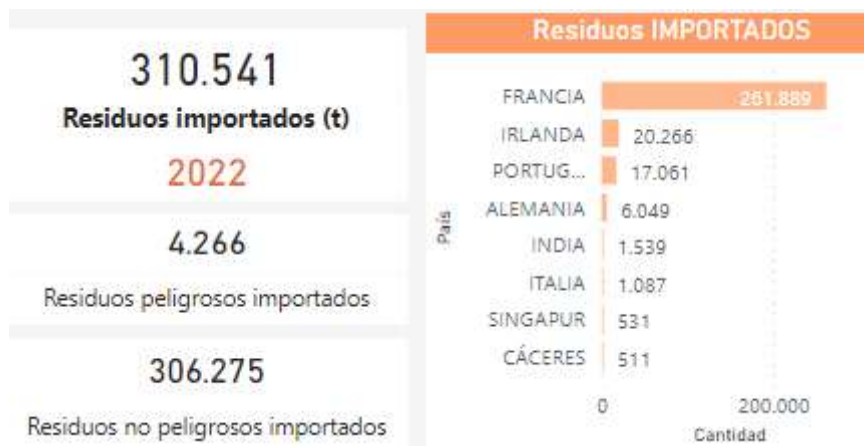 310.541
Residuos importados (t)
2022
4.266
Residuos peligrosos importados
306.275
Residuos no peligrosos importados
Residuos IMPORTADOS
País
FRANCIA 261.889
IRLANDA 20.266
PORTUG... 17.061
ALEMANIA 6.049
INDIA 1.539
ITALIA 1.087
SINGAPUR 531
CÁCERES 511
0 200.000
Cantidad